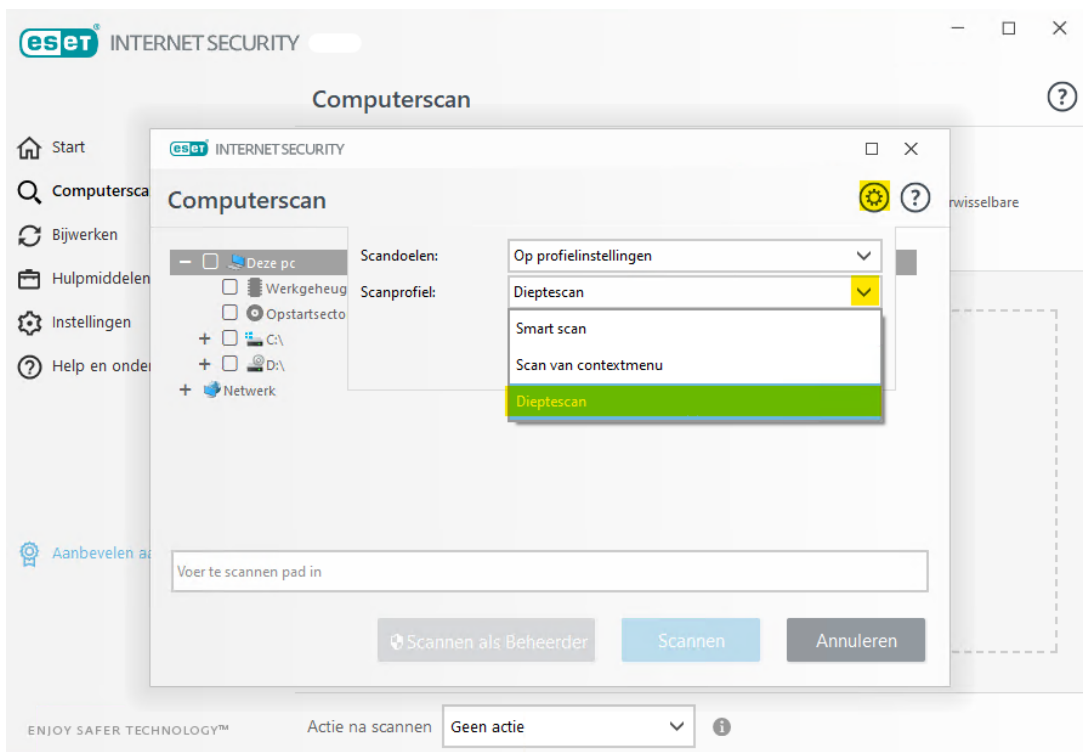 eset INTERNET SECURITY
Computerscan
Start
Computersca
Bijwerken
Hulpmiddelen
Instellingen
Help en onder
Aanbevelen aa
rwisselbare
eset INTERNET SECURITY
Computerscan
Deze pc
Werkgeheug
Opstartsecto
C:\
D:\
Netwerk
Scandoelen: Op profielinstellingen
Scanprofiel: Dieptescan
Smart scan
Scan van contextmenu
Dieptescan
Voer te scannen pad in
Scannen als Beheerder Scannen Annuleren
ENJOY SAFER TECHNOLOGY™
Actie na scannen Geen actie